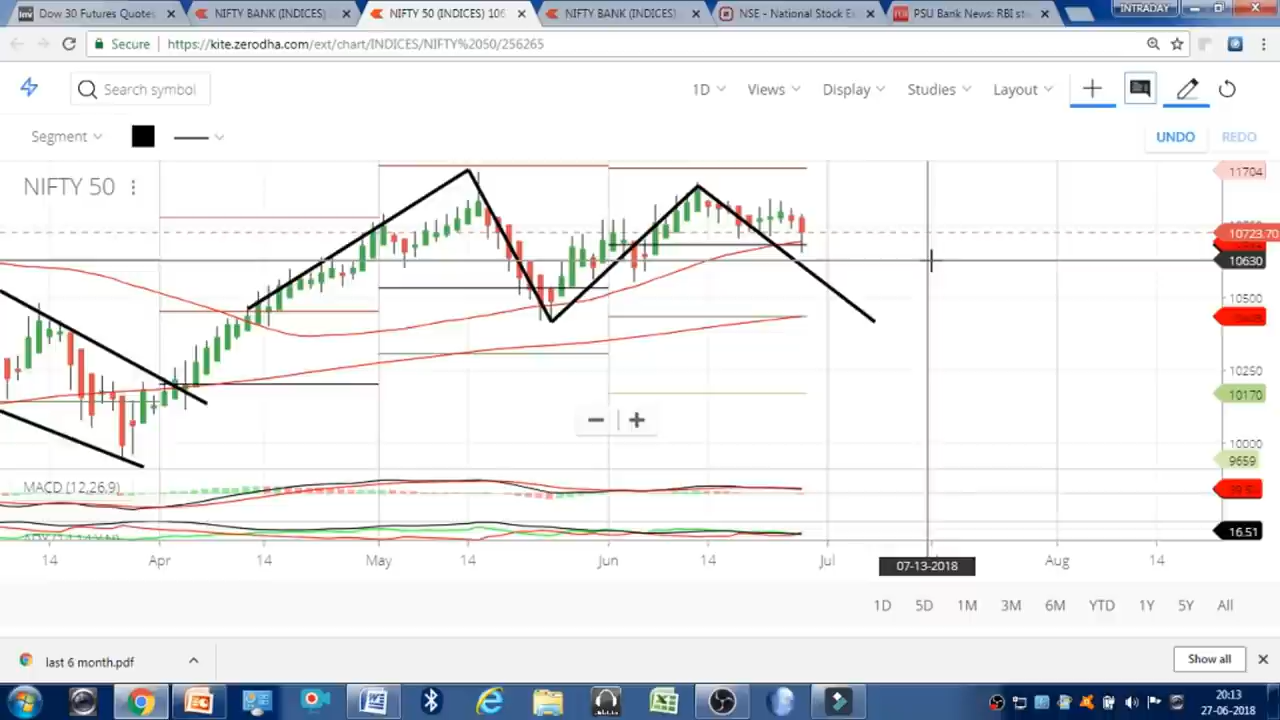 Dow 30 Futures Quotes
NIFTY BANK (INDICES)
NIFTY 50 (INDICES) 106
NIFTY BANK (INDICES)
NSE - National Stock E
PSU Bank News: RBI st
INTRADAY
Secure
https://kite.zerodha.com/ext/chart/INDICES/NIFTY%2050/256265
Search symbol
1D
Views
Display
Studies
Layout
Segment
UNDO
REDO
NIFTY 50
11704
10723.70
10630
10500
10250
10170
10000
9659
MACD (12,26,9)
16.51
14
Apr
14
May
14
Jun
14
Jul
07-13-2018
Aug
14
1D
5D
1M
3M
6M
YTD
1Y
5Y
All
last 6 month.pdf
Show all
20:13
27-06-2018